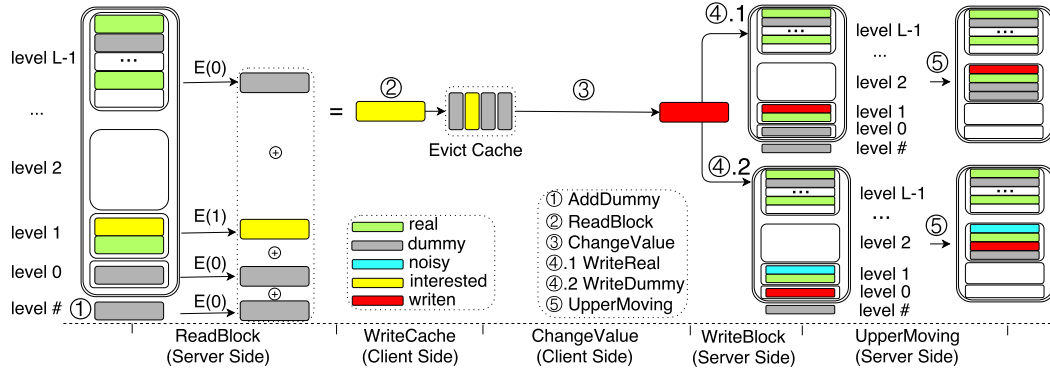 level L-1
...
...
level 2
level 1
level 0
level # ①
E(0)
E(1)
E(0)
E(0)
⊕
⊕
⊕
=
②
Evict Cache
③
real
dummy
noisy
interested
writen
① AddDummy
② ReadBlock
③ ChangeValue
④.1 WriteReal
④.2 WriteDummy
⑤ UpperMoving
④.1
④.2
...
level L-1
...
level 2
level 1
level 0
level #
⑤
...
...
level L-1
...
level 2
level 1
level 0
level #
⑤
...
ReadBlock
(Server Side)
WriteCache
(Client Side)
ChangeValue
(Client Side)
WriteBlock
(Server Side)
UpperMoving
(Server Side)